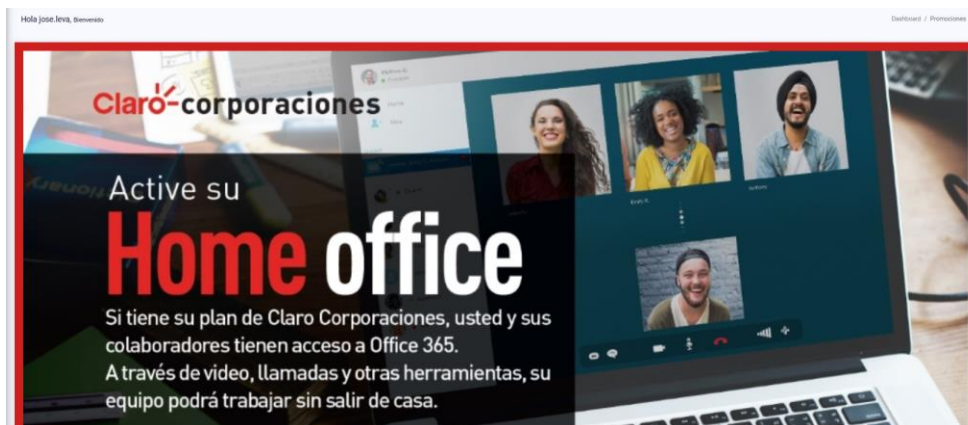 Hola jose.leva, Bienvenido
Dashboard / Promociones
Claro-corporaciones
Active su
Home office
Si tiene su plan de Claro Corporaciones, usted y sus
colaboradores tienen acceso a Office 365.
A través de video, llamadas y otras herramientas, su
equipo podrá trabajar sin salir de casa.